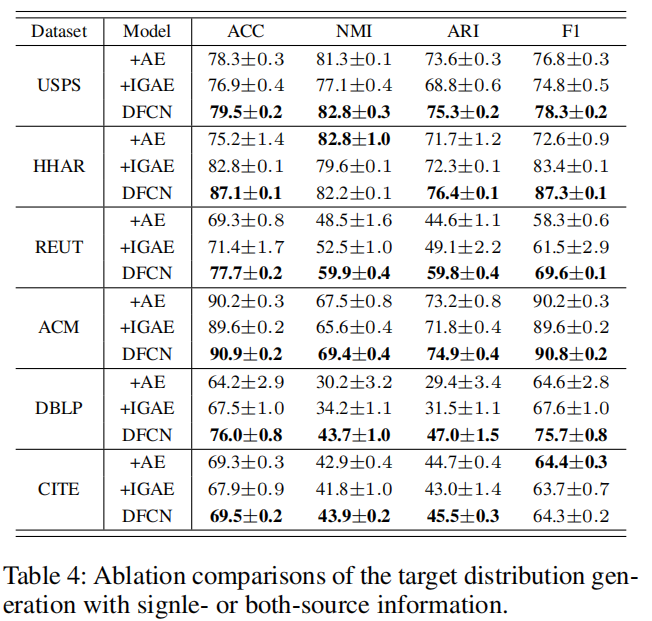 Dataset Model ACC NMI ARI F1
+AE 78.3±0.3 81.3±0.1 73.6±0.3 76.8±0.3
USPS +IGAE 76.9±0.4 77.1±0.4 68.8±0.6 74.8±0.5
DFCN 79.5±0.2 82.8±0.3 75.3±0.2 78.3±0.2
+AE 75.2±1.4 82.8±1.0 71.7±1.2 72.6±0.9
HHAR +IGAE 82.8±0.1 79.6±0.1 72.3±0.1 83.4±0.1
DFCN 87.1±0.1 82.2±0.1 76.4±0.1 87.3±0.1
+AE 69.3±0.8 48.5±1.6 44.6±1.1 58.3±0.6
REUT +IGAE 71.4±1.7 52.5±1.0 49.1±2.2 61.5±2.9
DFCN 77.7±0.2 59.9±0.4 59.8±0.4 69.6±0.1
+AE 90.2±0.3 67.5±0.8 73.2±0.8 90.2±0.3
ACM +IGAE 89.6±0.2 65.6±0.4 71.8±0.4 89.6±0.2
DFCN 90.9±0.2 69.4±0.4 74.9±0.4 90.8±0.2
+AE 64.2±2.9 30.2±3.2 29.4±3.4 64.6±2.8
DBLP +IGAE 67.5±1.0 34.2±1.1 31.5±1.1 67.6±1.0
DFCN 76.0±0.8 43.7±1.0 47.0±1.5 75.7±0.8
+AE 69.3±0.3 42.9±0.4 44.7±0.4 64.4±0.3
CITE +IGAE 67.9±0.9 41.8±1.0 43.0±1.4 63.7±0.7
DFCN 69.5±0.2 43.9±0.2 45.5±0.3 64.3±0.2
Table 4: Ablation comparisons of the target distribution gen-
eration with signle- or both-source information.